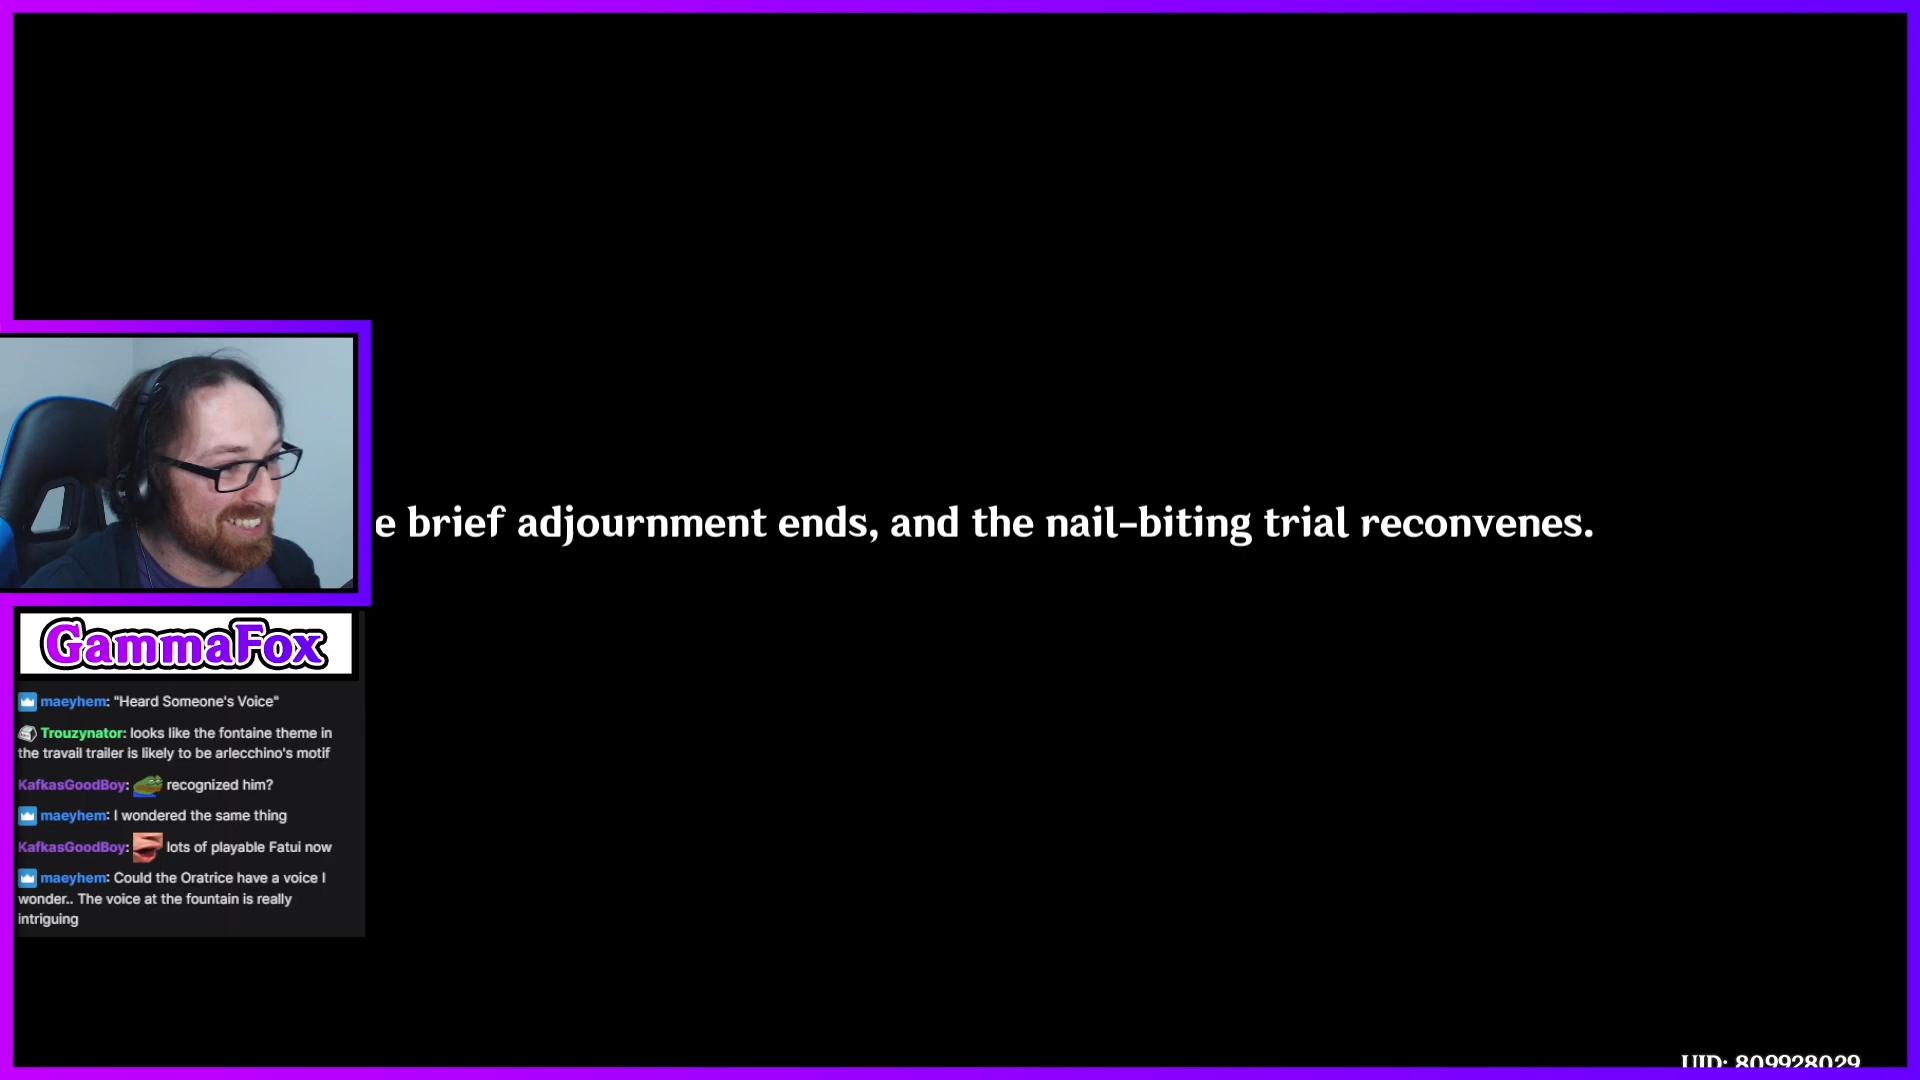 e brief adjournment ends, and the nail-biting trial reconvenes.
GammaFox
maeyhem: "Heard Someone's Voice"
Trouzynator: looks like the fontaine theme in
the travail trailer is likely to be arlecchino's motif
KafkasGoodBoy: recognized him?
maeyhem: I wondered the same thing
KafkasGoodBoy: lots of playable Fatui now
maeyhem: Could the Oratrice have a voice I
wonder.. The voice at the fountain is really
intriguing
UID: 809928029